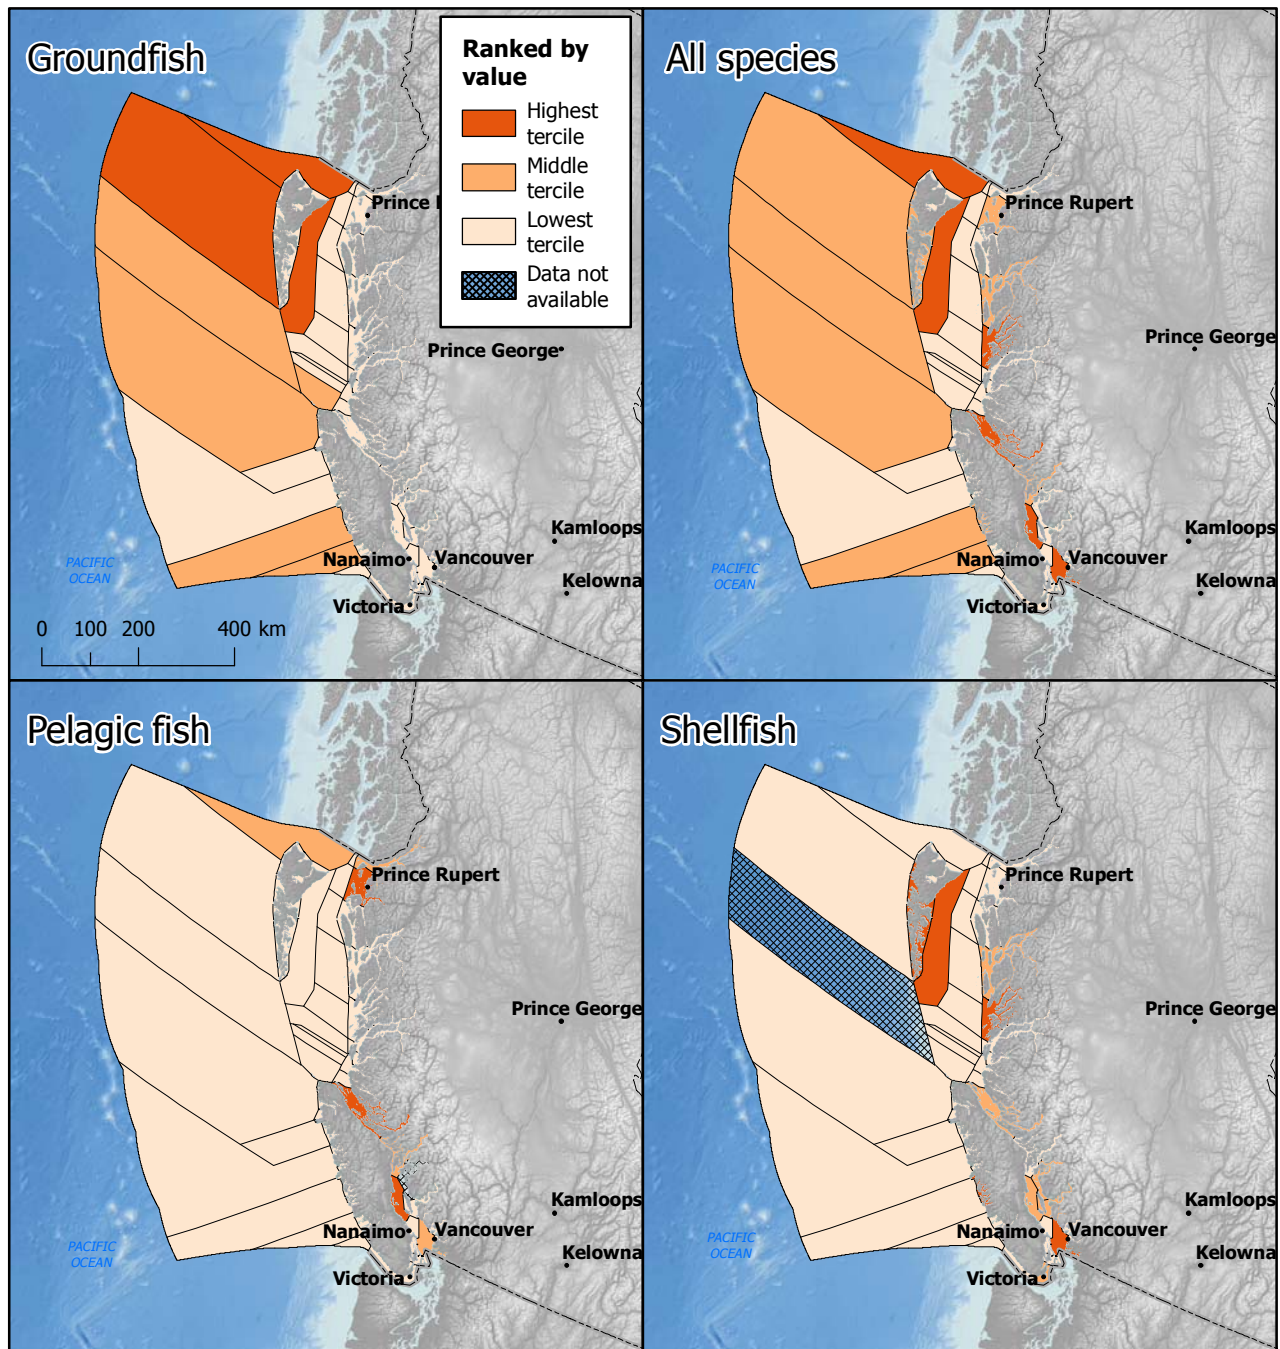 Groundfish
Ranked by
value
Highest
tercile
Middle
tercile
Lowest
tercile
Data not
available
Prince
Prince George
Kamloops
Nanaimo
Vancouver
Kelowna
Victoria
PACIFIC
OCEAN
0 100 200 400 km
All species
Prince Rupert
Prince George
Kamloops
Nanaimo
Vancouver
Kelowna
Victoria
PACIFIC
OCEAN
Pelagic fish
Prince Rupert
Prince George
Kamloops
Nanaimo
Vancouver
Kelowna
Victoria
PACIFIC
OCEAN
Shellfish
Prince Rupert
Prince George
Kamloops
Nanaimo
Vancouver
Kelowna
Victoria
PACIFIC
OCEAN